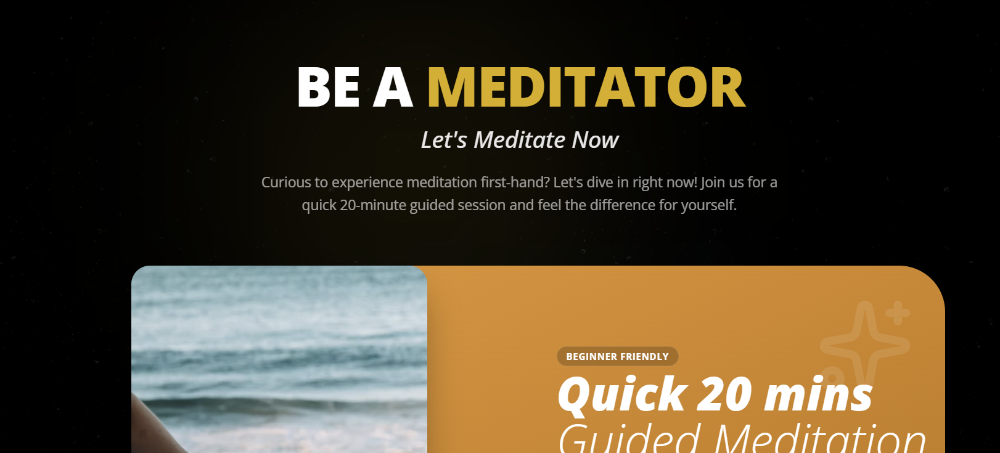 BE A MEDITATOR
Let's Meditate Now
Curious to experience meditation first-hand? Let's dive in right now! Join us for a
quick 20-minute guided session and feel the difference for yourself.
BEGINNER FRIENDLY
Quick 20 mins
Guided Meditation